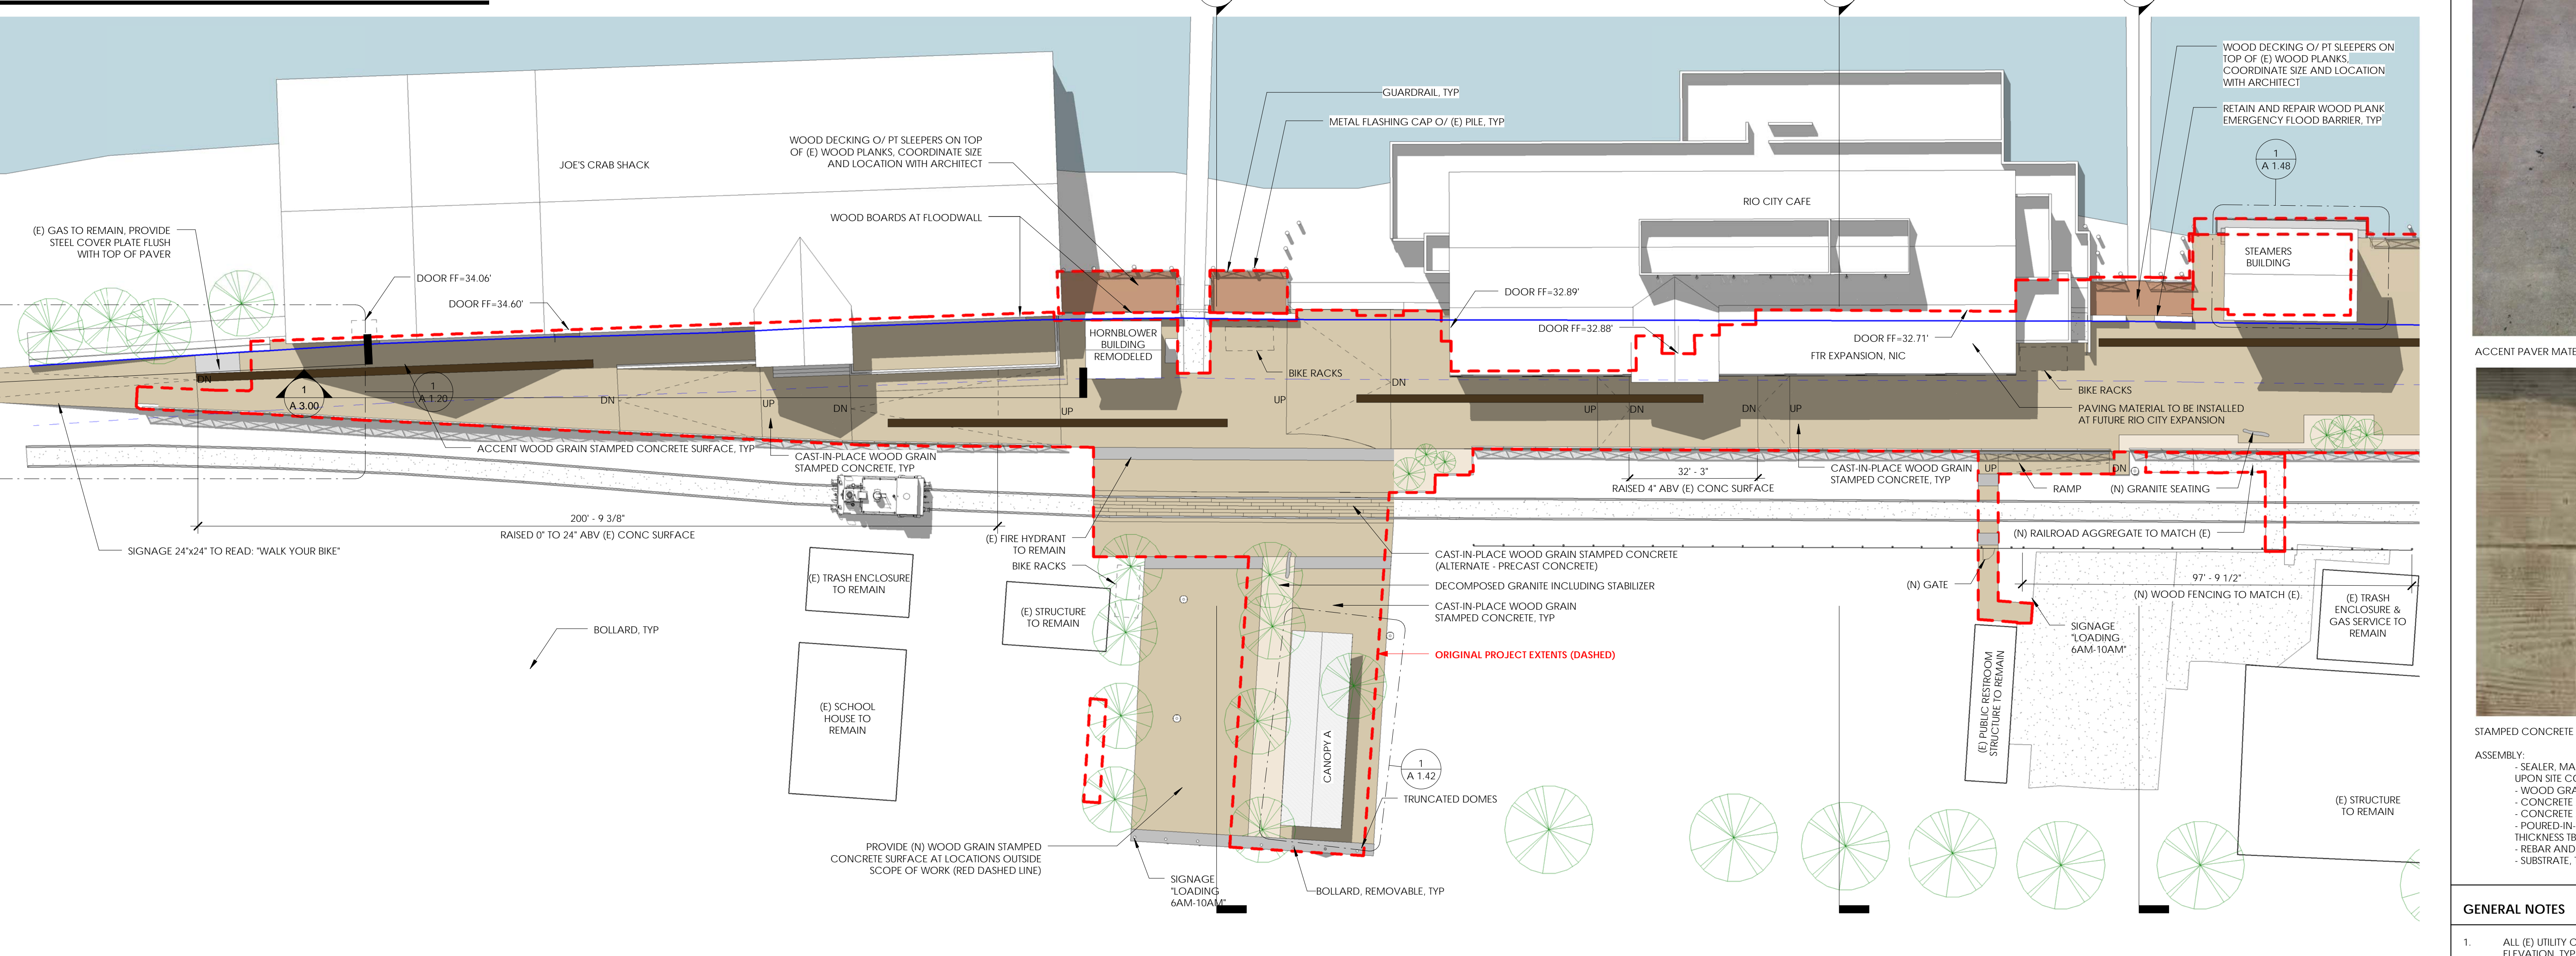 WOOD DECKING O/ PT SLEEPERS ON
TOP OF (E) WOOD PLANKS,
COORDINATE SIZE AND LOCATION
WITH ARCHITECT
RETAIN AND REPAIR WOOD PLANK
EMERGENCY FLOOD BARRIER, TYP
1
A 1.48
GUARDRAIL, TYP
METAL FLASHING CAP O/ (E) PILE, TYP
WOOD DECKING O/ PT SLEEPERS ON TOP
OF (E) WOOD PLANKS, COORDINATE SIZE
AND LOCATION WITH ARCHITECT
JOE'S CRAB SHACK
WOOD BOARDS AT FLOODWALL
RIO CITY CAFE
(E) GAS TO REMAIN, PROVIDE
STEEL COVER PLATE FLUSH
WITH TOP OF PAVER
STEAMERS
BUILDING
DOOR FF=34.06'
DOOR FF=34.60'
DOOR FF=32.89'
DOOR FF=32.88'
DOOR FF=32.71'
FTR EXPANSION, NIC
HORNBLOWER
BUILDING
REMODELED
BIKE RACKS
BIKE RACKS
PAVING MATERIAL TO BE INSTALLED
AT FUTURE RIO CITY EXPANSION
DN
1
A 3.00
1
A 1.20
DN
UP
DN
UP
UP
DN
UP
DN
DN
UP
ACCENT WOOD GRAIN STAMPED CONCRETE SURFACE, TYP
CAST-IN-PLACE WOOD GRAIN
STAMPED CONCRETE, TYP
32' - 3"
RAISED 4" ABV (E) CONC SURFACE
CAST-IN-PLACE WOOD GRAIN
STAMPED CONCRETE, TYP
UP
DN
RAMP
(N) GRANITE SEATING
200' - 9 3/8"
RAISED 0" TO 24" ABV (E) CONC SURFACE
SIGNAGE 24"x24" TO READ: "WALK YOUR BIKE"
(E) FIRE HYDRANT
TO REMAIN
BIKE RACKS
(N) RAILROAD AGGREGATE TO MATCH (E)
CAST-IN-PLACE WOOD GRAIN STAMPED CONCRETE
(ALTERNATE - PRECAST CONCRETE)
DECOMPOSED GRANITE INCLUDING STABILIZER
CAST-IN-PLACE WOOD GRAIN
STAMPED CONCRETE, TYP
(N) GATE
97' - 9 1/2"
(N) WOOD FENCING TO MATCH (E)
(E) TRASH ENCLOSURE
TO REMAIN
(E) STRUCTURE
TO REMAIN
(E) TRASH
ENCLOSURE &
GAS SERVICE TO
REMAIN
BOLLARD, TYP
SIGNAGE
"LOADING
6AM-10AM"
ORIGINAL PROJECT EXTENTS (DASHED)
(E) PUBLIC RESTROOM
STRUCTURE TO REMAIN
(E) SCHOOL
HOUSE TO
REMAIN
CANOPY A
1
A 1.42
TRUNCATED DOMES
(E) STRUCTURE
TO REMAIN
PROVIDE (N) WOOD GRAIN STAMPED
CONCRETE SURFACE AT LOCATIONS OUTSIDE
SCOPE OF WORK (RED DASHED LINE)
SIGNAGE
"LOADING
6AM-10AM"
BOLLARD, REMOVABLE, TYP
ACCENT PAVER MATE
STAMPED CONCRETE
ASSEMBLY:
- SEALER, MA
UPON SITE CO
- WOOD GRA
- CONCRETE
- CONCRETE
- POURED-IN-
THICKNESS TB
- REBAR AND
- SUBSTRATE,
GENERAL NOTES
1. ALL (E) UTILITY
ELEVATION, TYP